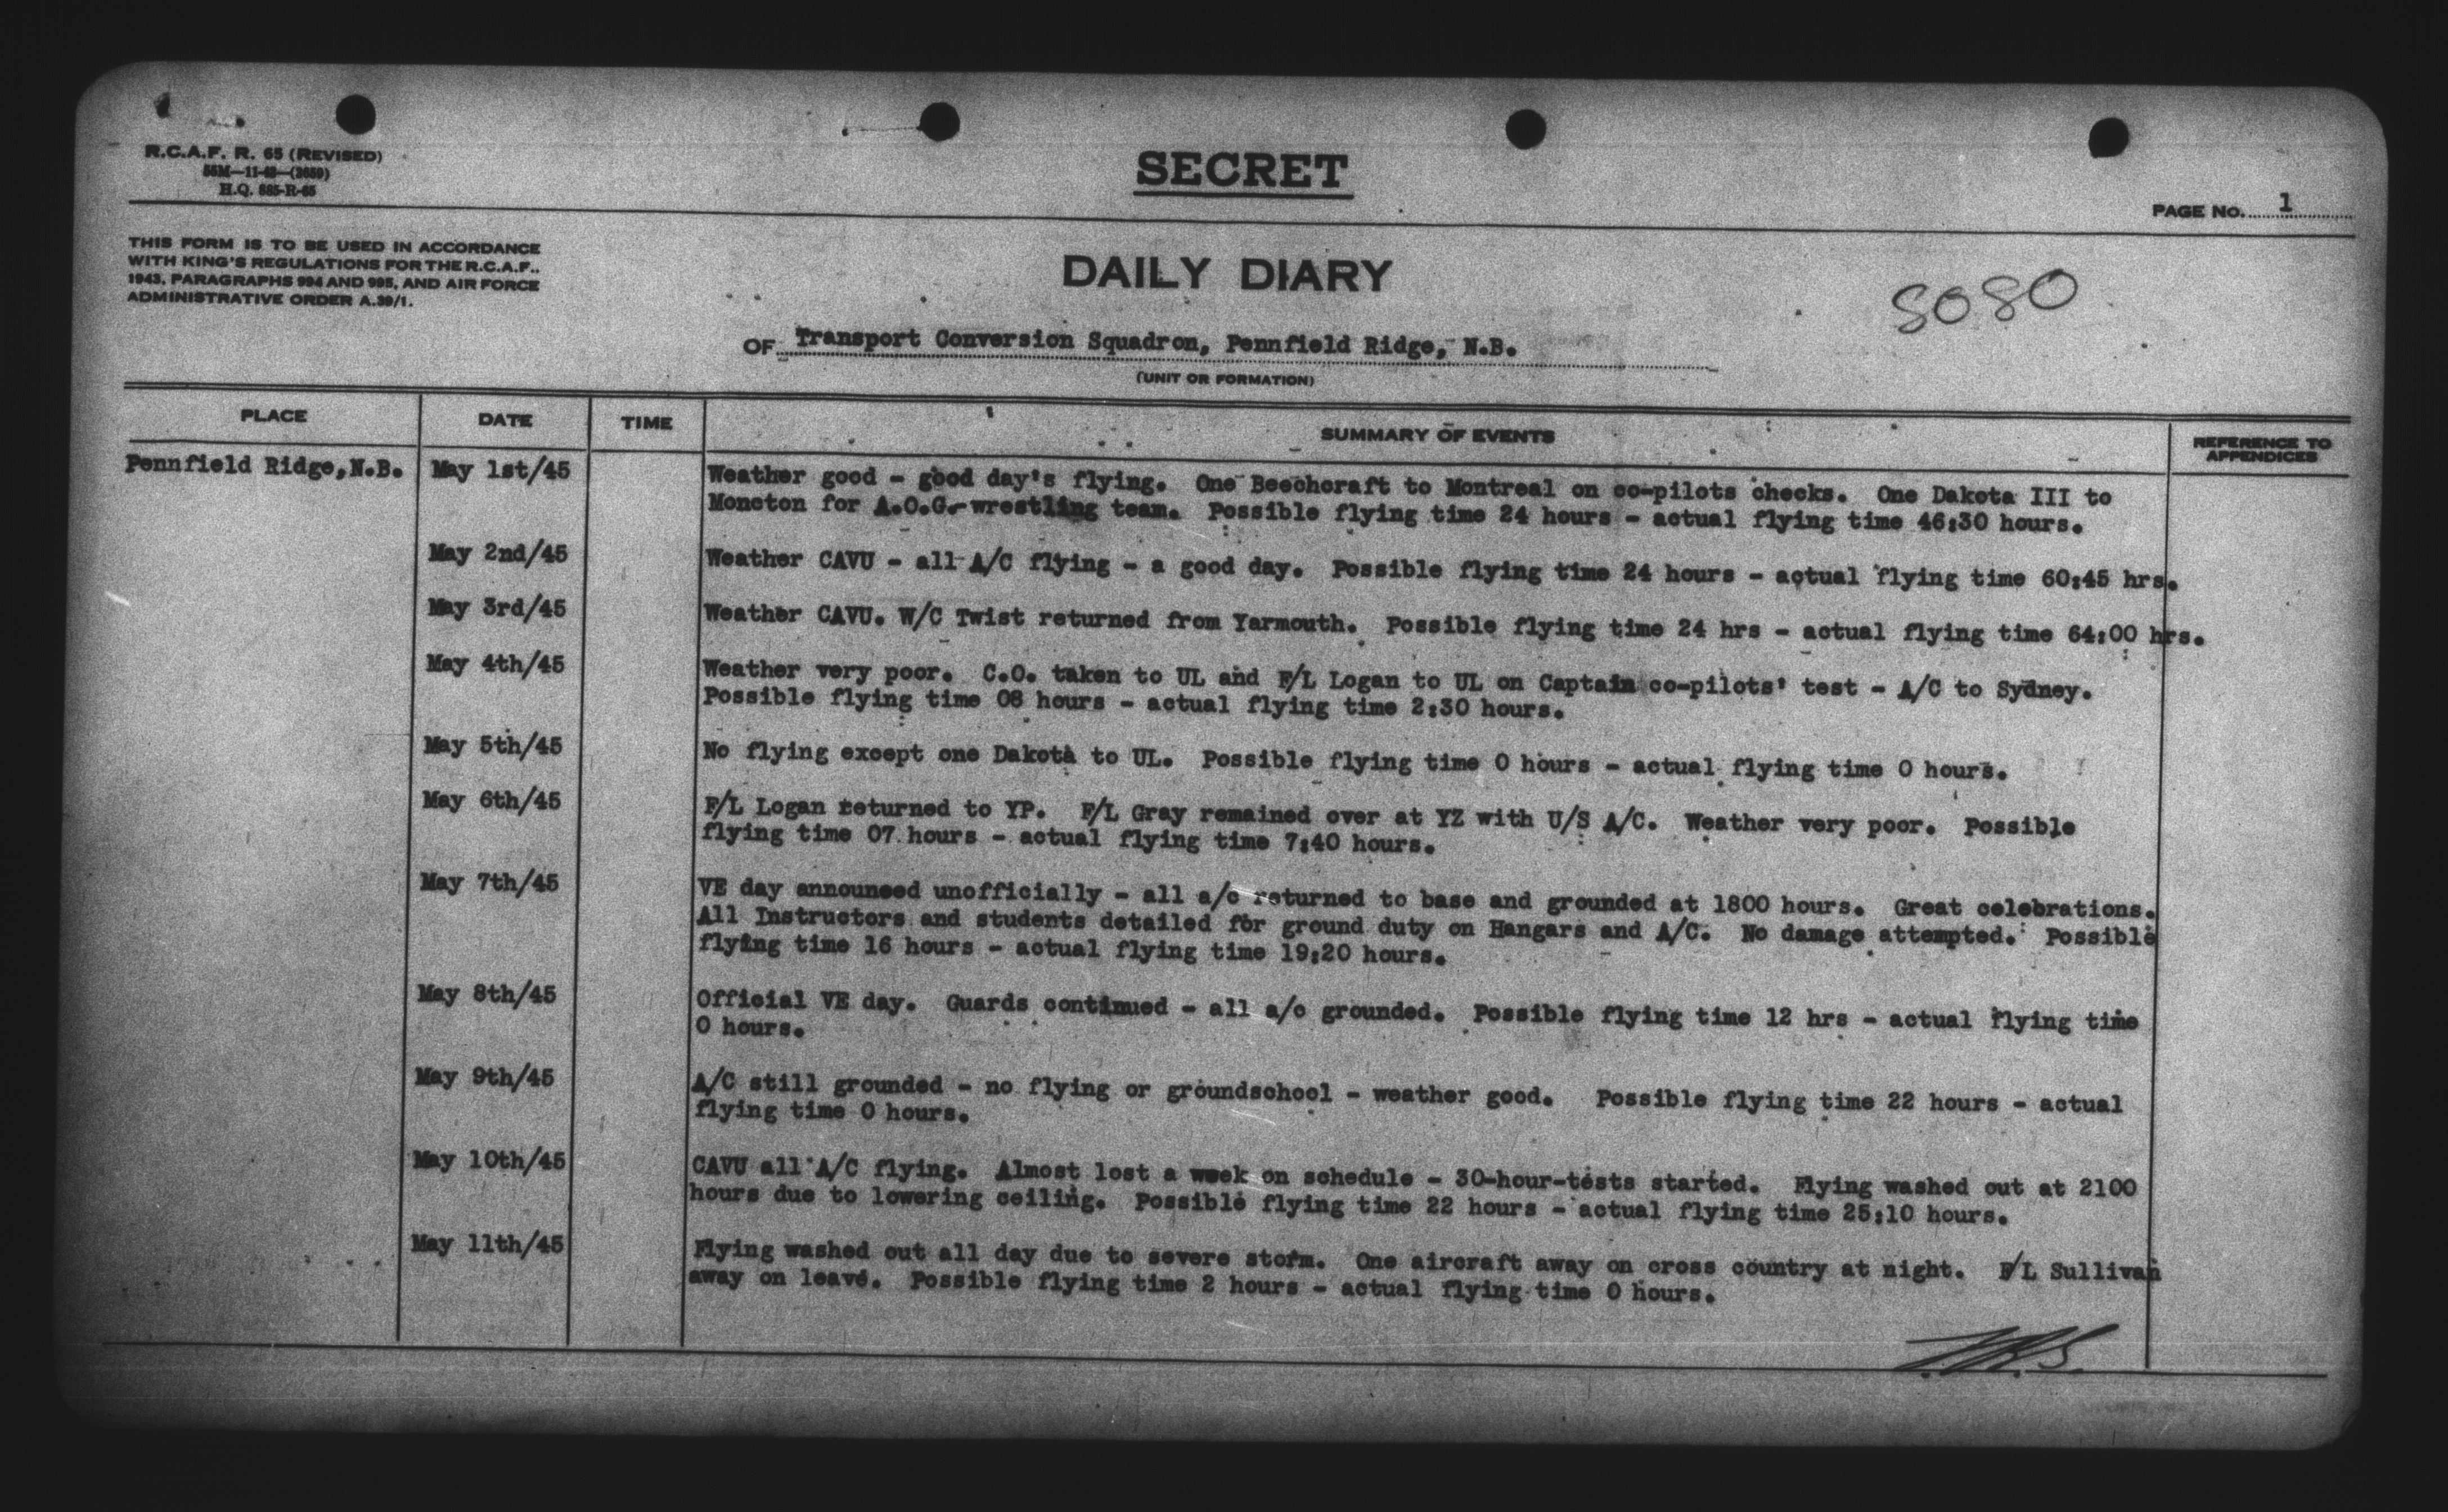 R.C.A.F. R. 65 (REVISED)
H.Q. 885-R-65
SECRET
PAGE NO. 1
THIS FORM IS TO BE USED IN ACCORDANCE
WITH KING'S REGULATIONS FOR THE R.C.A.F.,
1943, PARAGRAPHS 994 AND 995, AND AIR FORCE
ADMINISTRATIVE ORDER A.39/1.
DAILY DIARY
8080
OF Transport Conversion Squadron, Pennfield Ridge, N.B.
(UNIT OR FORMATION)
PLACE DATE TIME SUMMARY OF EVENTS REFERENCE TO APPENDICES
Pennfield Ridge,N.B. May 1st/45 Weather good - good day's flying. One Beechcraft to Montreal on co-pilots checks. One Dakota III to
Moncton for A.O.G. wrestling team. Possible flying time 24 hours - actual flying time 46:30 hours.
May 2nd/45 Weather CAVU - all A/C flying - a good day. Possible flying time 24 hours - actual flying time 60:45 hrs.
May 3rd/45 Weather CAVU. W/C Twist returned from Yarmouth. Possible flying time 24 hrs - actual flying time 64:00 hrs.
May 4th/45 Weather very poor. C.O. taken to UL and F/L Logan to UL on Captain co-pilots' test - A/C to Sydney.
Possible flying time 08 hours - actual flying time 2:30 hours.
May 5th/45 No flying except one Dakota to UL. Possible flying time 0 hours - actual flying time 0 hours.
May 6th/45 F/L Logan returned to YP. F/L Gray remained over at YZ with U/S A/C. Weather very poor. Possible
flying time 07 hours - actual flying time 7:40 hours.
May 7th/45 VE day announced unofficially - all a/c returned to base and grounded at 1800 hours. Great celebrations.
All Instructors and students detailed for ground duty on Hangars and A/C. No damage attempted. Possible
flying time 16 hours - actual flying time 19:20 hours.
May 8th/45 Official VE day. Guards continued - all a/c grounded. Possible flying time 12 hrs - actual flying time
0 hours.
May 9th/45 A/C still grounded - no flying or groundschool - weather good. Possible flying time 22 hours - actual
flying time 0 hours.
May 10th/45 CAVU all A/C flying. Almost lost a week on schedule - 30-hour-tests started. Flying washed out at 2100
hours due to lowering ceiling. Possible flying time 22 hours - actual flying time 25:10 hours.
May 11th/45 Flying washed out all day due to severe storm. One aircraft away on cross country at night. F/L Sullivan
away on leave. Possible flying time 2 hours - actual flying time 0 hours.